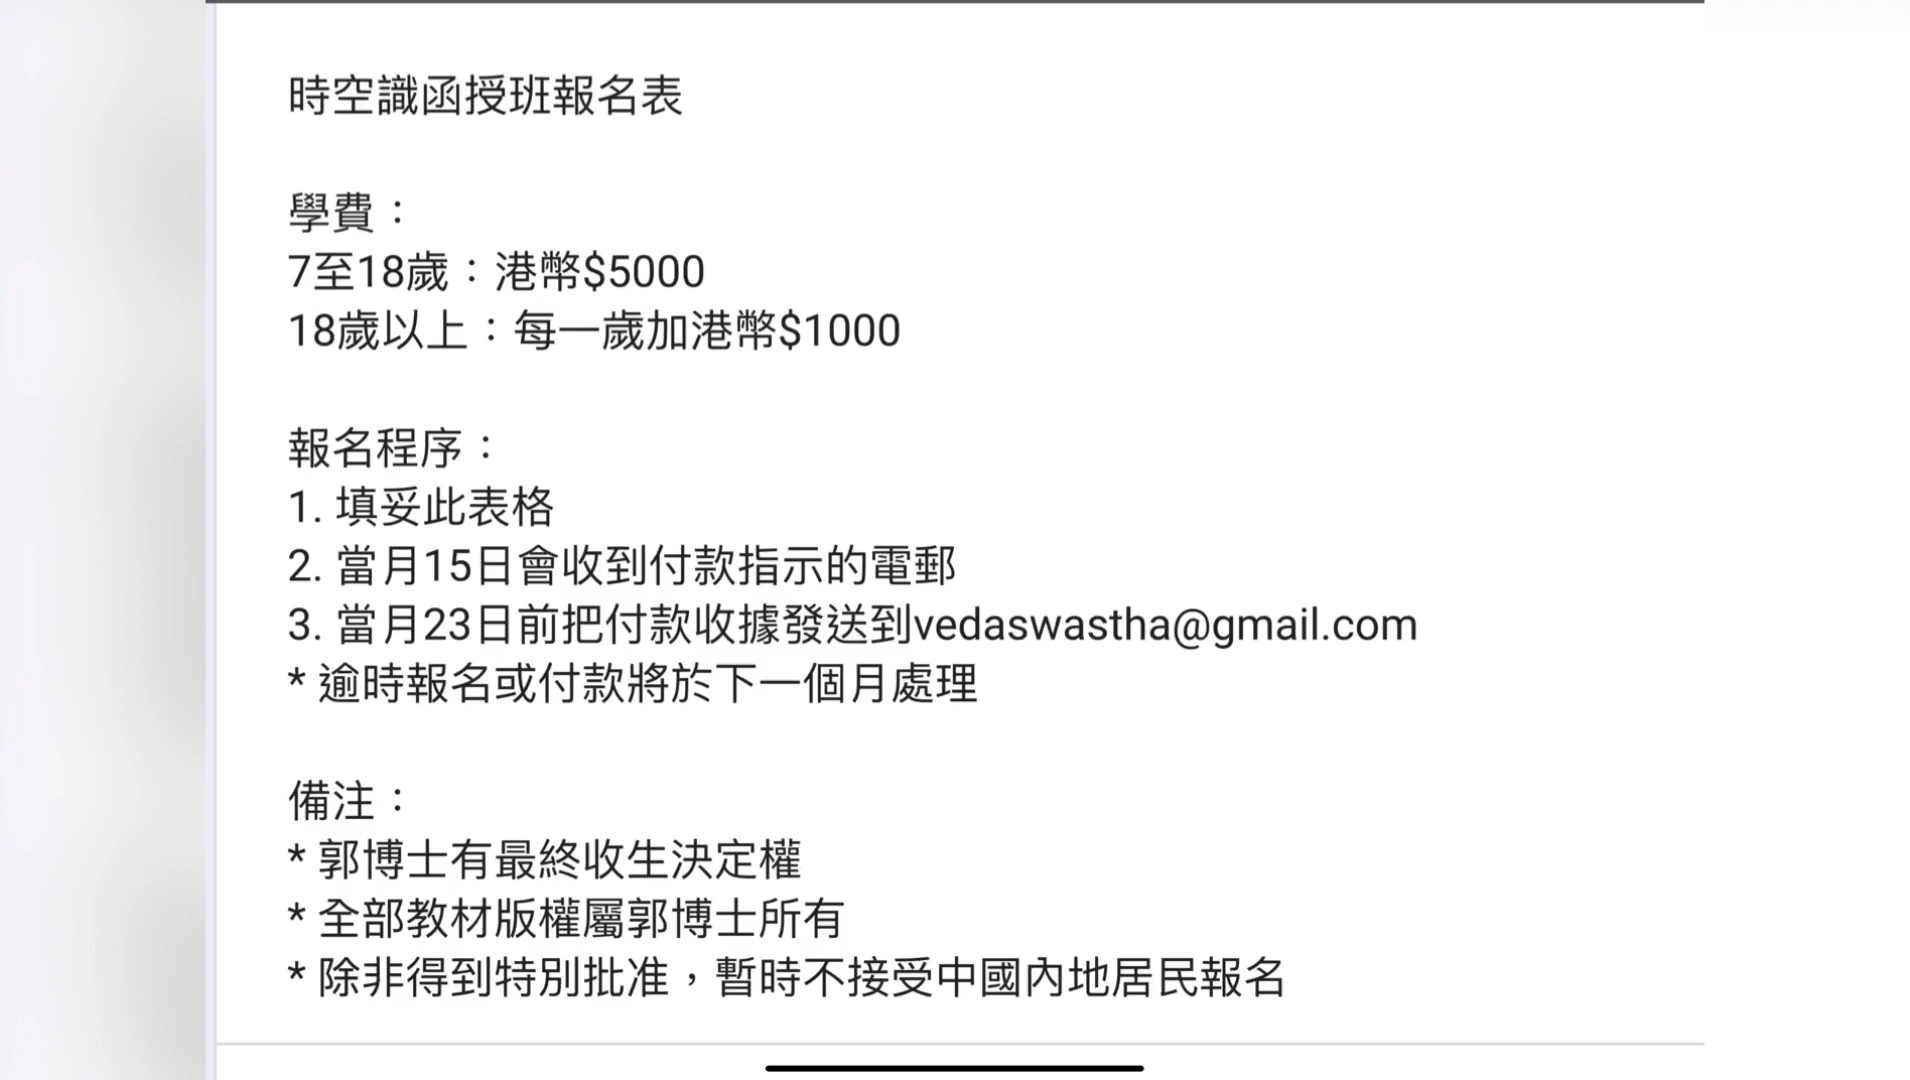 時空識函授班報名表
學費：
7至18歲：港幣$5000
18歲以上：每一歲加港幣$1000
報名程序：
1. 填妥此表格
2. 當月15日會收到付款指示的電郵
3. 當月23日前把付款收據發送到vedaswastha@gmail.com
* 逾時報名或付款將於下一個月處理
備注：
* 郭博士有最終收生決定權
* 全部教材版權屬郭博士所有
* 除非得到特別批准，暫時不接受中國內地居民報名